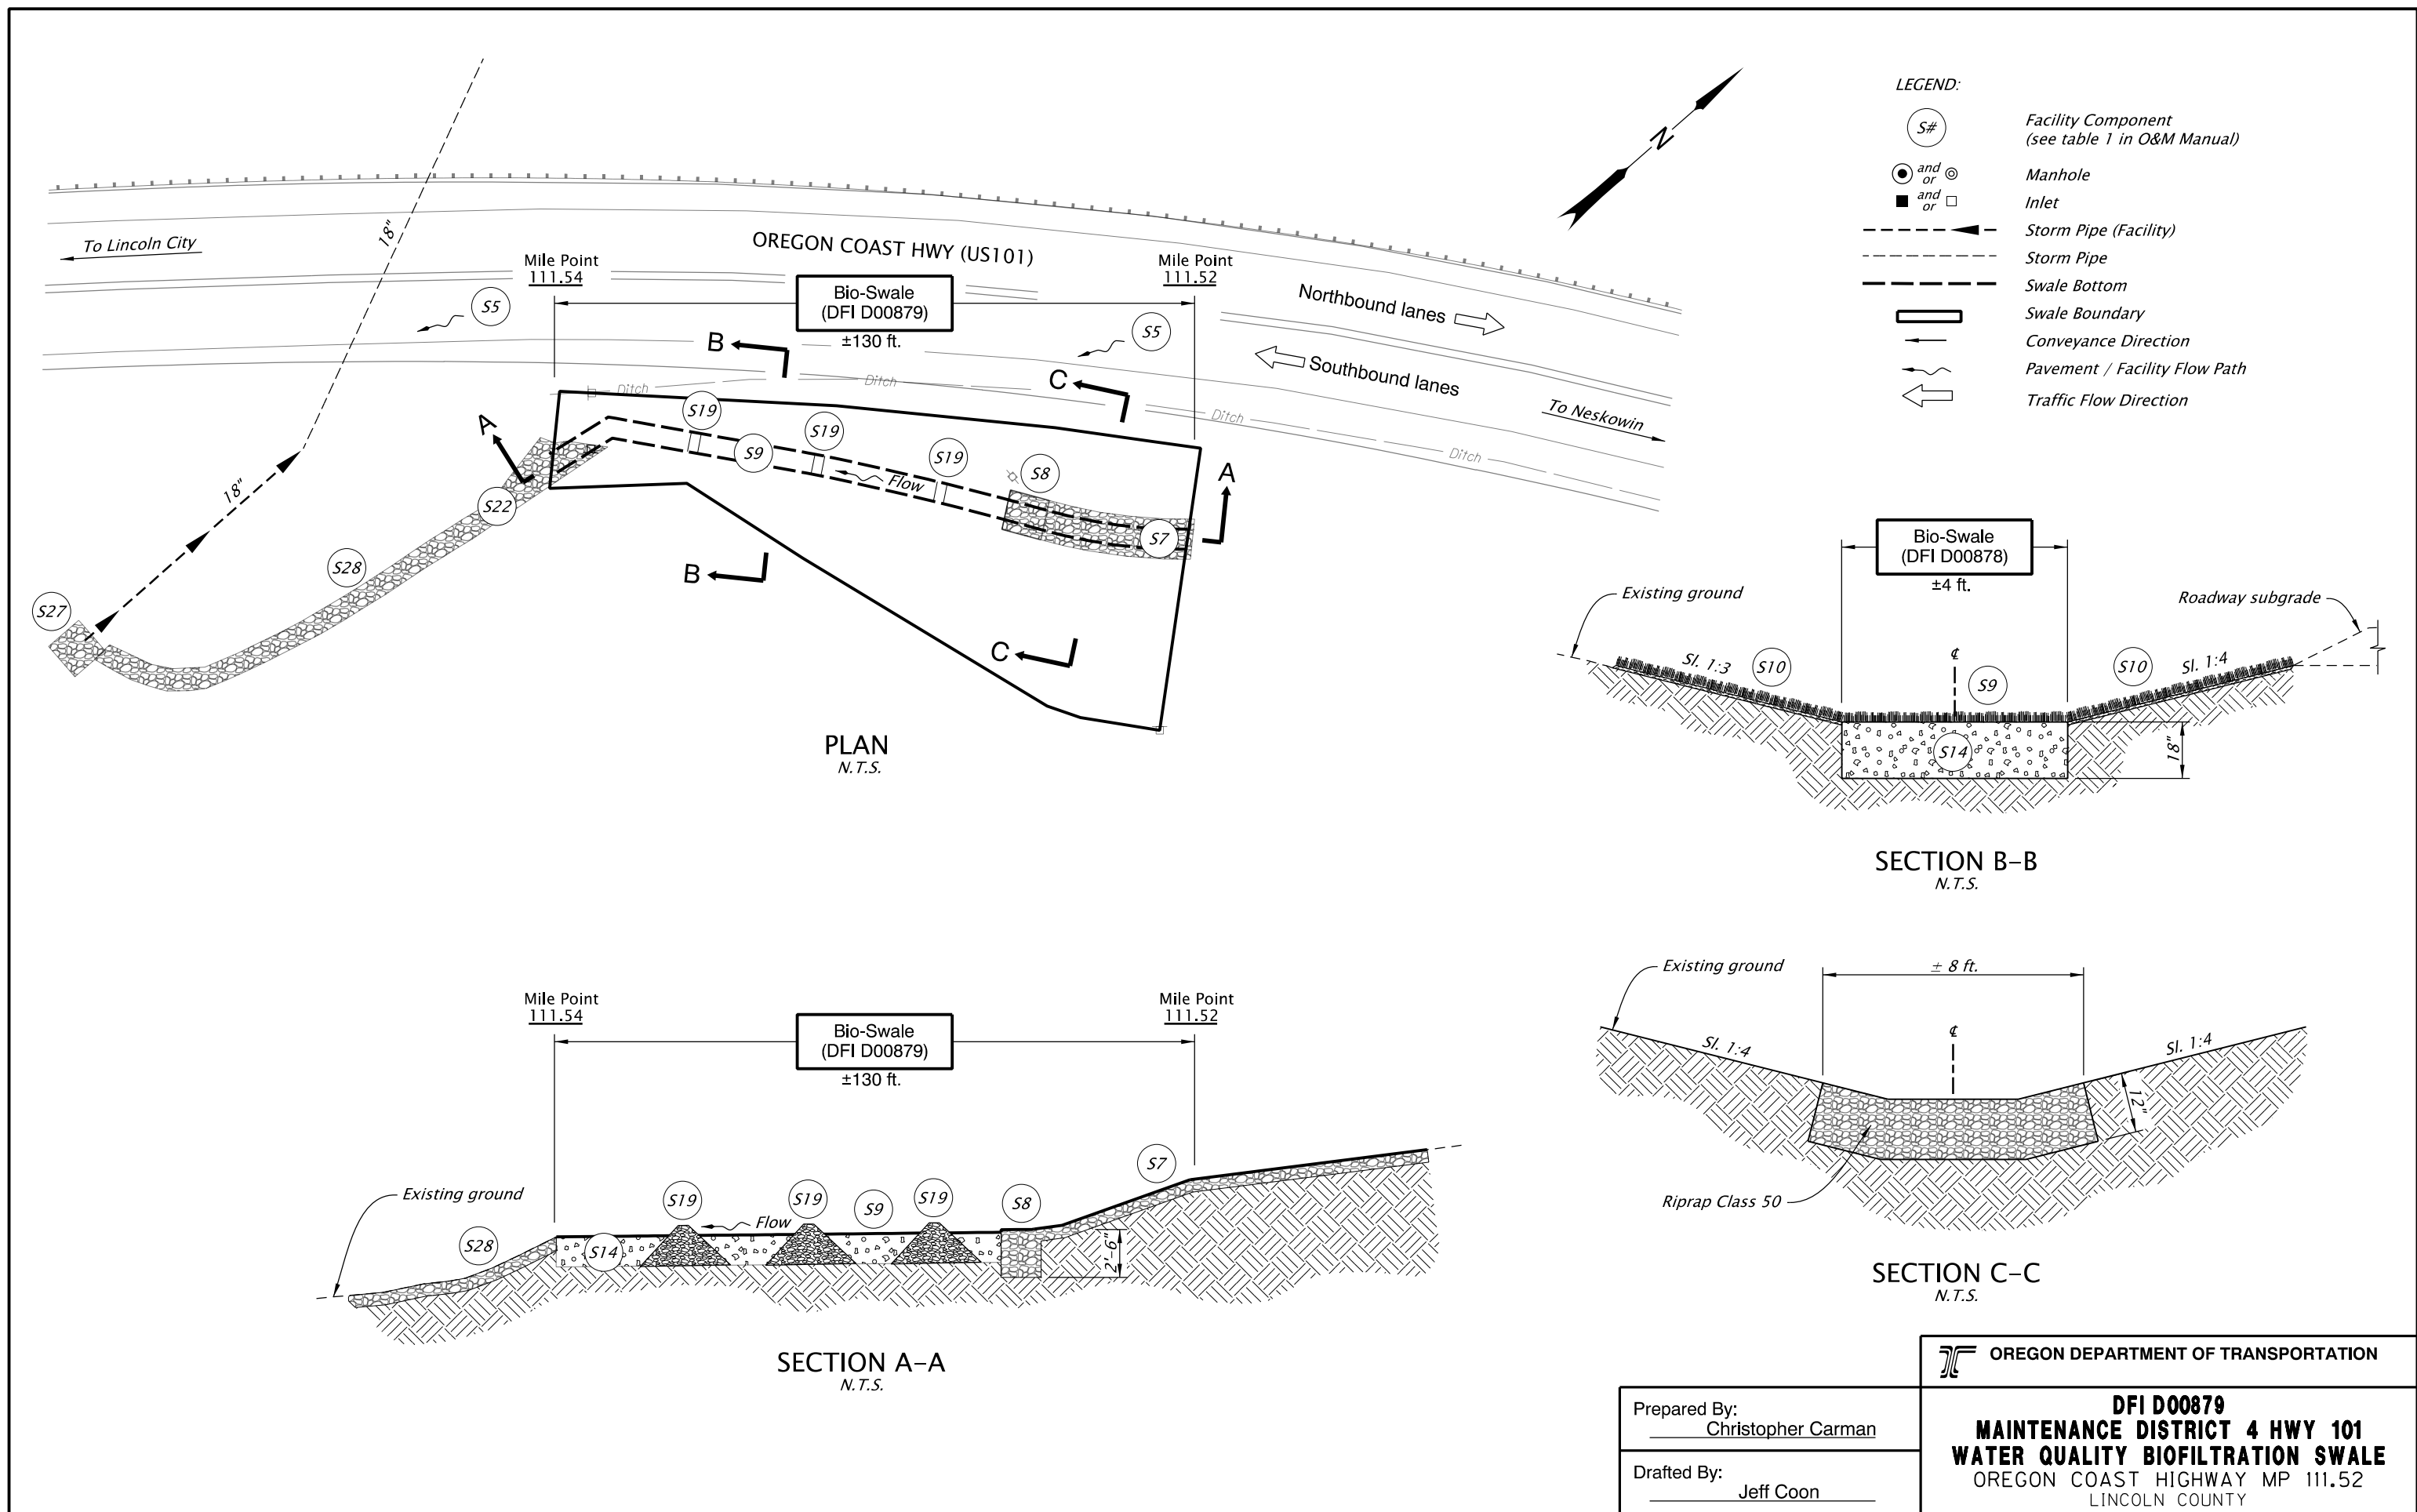 LEGEND:
S#
Facility Component
(see table 1 in O&M Manual)
and
or
Manhole
and
or
Inlet
Storm Pipe (Facility)
Storm Pipe
Swale Bottom
Swale Boundary
Conveyance Direction
Pavement / Facility Flow Path
Traffic Flow Direction
N
18"
To Lincoln City
OREGON COAST HWY (US101)
Mile Point
111.54
Mile Point
111.52
Bio-Swale
(DFI D00879)
±130 ft.
S5
S5
Northbound lanes
Southbound lanes
To Neskowin
B
C
Ditch
Ditch
Ditch
Ditch
A
S19
S19
S19
S9
S8
Flow
A
S7
18"
S22
S28
S27
B
C
PLAN
N.T.S.
Bio-Swale
(DFI D00878)
±4 ft.
Existing ground
Roadway subgrade
Sl. 1:3
S10
℄
S9
S10
Sl. 1:4
S14
18"
SECTION B-B
N.T.S.
Mile Point
111.54
Mile Point
111.52
Bio-Swale
(DFI D00879)
±130 ft.
Existing ground
S28
S14
S19
Flow
S19
S9
S19
S8
S7
2'-6"
SECTION A-A
N.T.S.
Existing ground
± 8 ft.
Sl. 1:4
℄
Sl. 1:4
12"
Riprap Class 50
SECTION C-C
N.T.S.
OREGON DEPARTMENT OF TRANSPORTATION
Prepared By:
Christopher Carman
Drafted By:
Jeff Coon
DFI D00879
MAINTENANCE DISTRICT 4 HWY 101
WATER QUALITY BIOFILTRATION SWALE
OREGON COAST HIGHWAY MP 111.52
LINCOLN COUNTY